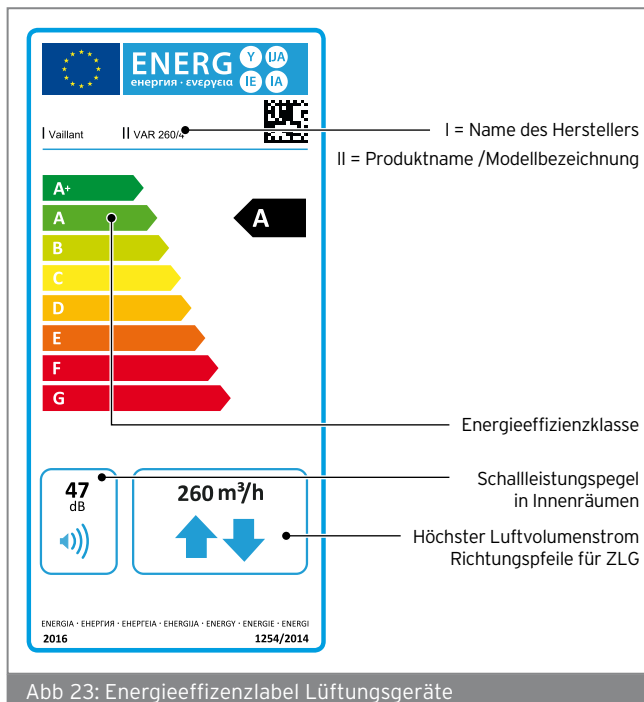 ENERG Y IJA
енергия · ενεργεια IE IA
I Vaillant II VAR 260/4
I = Name des Herstellers
II = Produktname /Modellbezeichnung
A+
A A
B
C
D
E
F
G
Energieeffizienzklasse
47
dB
260 m³/h
Schallleistungspegel
in Innenräumen
Höchster Luftvolumenstrom
Richtungspfeile für ZLG
ENERGIA · ЕНЕРГИЯ · ΕΝΕΡΓΕΙΑ · ENERGIJA · ENERGY · ENERGIE · ENERGI
2016 1254/2014
Abb 23: Energieeffizenzlabel Lüftungsgeräte